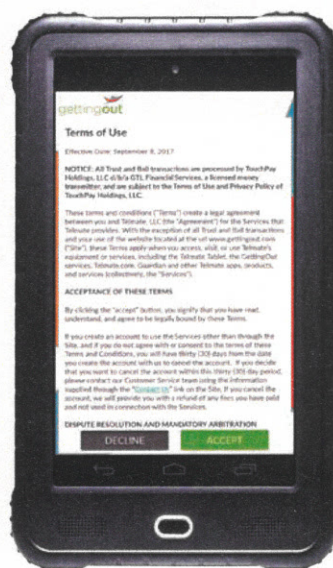 gettingout
Terms of Use
Effective Date: September 8, 2017
NOTICE: All Trust and Bail transactions are processed by TouchPay
Holdings, LLC d/b/a GTL Financial Services, a licensed money
transmitter, and are subject to the Terms of Use and Privacy Policy of
TouchPay Holdings, LLC.
These terms and conditions ("Terms") create a legal agreement
between you and Telmate, LLC (the "Agreement") for the Services that
Telmate provides. With the exception of all Trust and Bail transactions
and your use of the website located at the url www.gettingout.com
("Site"), these Terms apply when you access, visit, or use Telmate's
equipment or services, including the Telmate Tablet, the GettingOut
services, Telmate.com, Guardian and other Telmate apps, products,
and services (collectively, the "Services").
ACCEPTANCE OF THESE TERMS
By clicking the "accept" button, you signify that you have read,
understand, and agree to be legally bound by these Terms.
If you create an account to use the Services other than through the
Site, and if you do not agree with or consent to the terms of these
Terms and Conditions, you will have thirty (30) days from the date
you create the account with us to cancel the account. If you decide
that you want to cancel the account within this thirty (30) day period,
please contact our Customer Service team using the information
supplied through the "Contact Us" link on the Site. If you cancel the
account, we will provide you with a refund of any fees you have paid
and not used in connection with the Services.
DISPUTE RESOLUTION AND MANDATORY ARBITRATION
DECLINE
ACCEPT